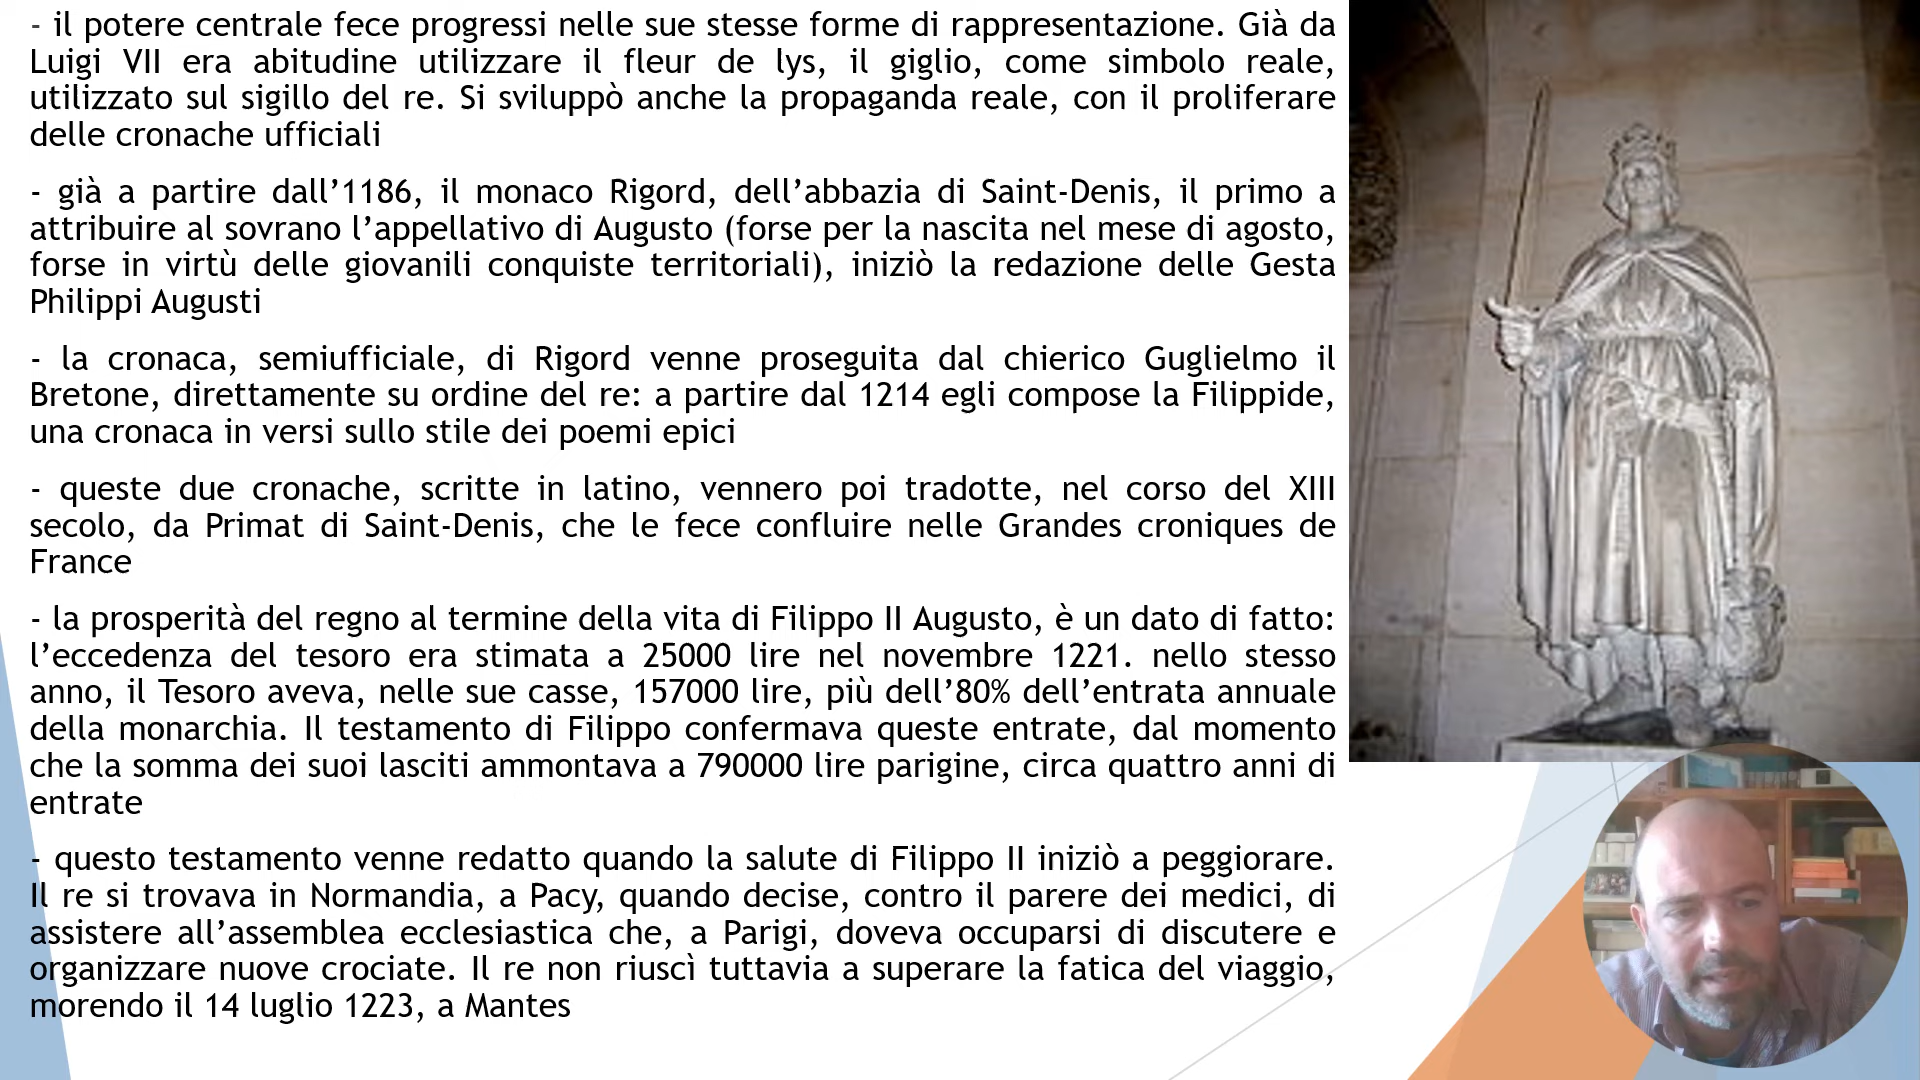 - il potere centrale fece progressi nelle sue stesse forme di rappresentazione. Già da
Luigi VII era abitudine utilizzare il fleur de lys, il giglio, come simbolo reale,
utilizzato sul sigillo del re. Si sviluppò anche la propaganda reale, con il proliferare
delle cronache ufficiali
- già a partire dall’1186, il monaco Rigord, dell’abbazia di Saint-Denis, il primo a
attribuire al sovrano l’appellativo di Augusto (forse per la nascita nel mese di agosto,
forse in virtù delle giovanili conquiste territoriali), iniziò la redazione delle Gesta
Philippi Augusti
- la cronaca, semiufficiale, di Rigord venne proseguita dal chierico Guglielmo il
Bretone, direttamente su ordine del re: a partire dal 1214 egli compose la Filippide,
una cronaca in versi sullo stile dei poemi epici
- queste due cronache, scritte in latino, vennero poi tradotte, nel corso del XIII
secolo, da Primat di Saint-Denis, che le fece confluire nelle Grandes croniques de
France
- la prosperità del regno al termine della vita di Filippo II Augusto, è un dato di fatto:
l’eccedenza del tesoro era stimata a 25000 lire nel novembre 1221. nello stesso
anno, il Tesoro aveva, nelle sue casse, 157000 lire, più dell’80% dell’entrata annuale
della monarchia. Il testamento di Filippo confermava queste entrate, dal momento
che la somma dei suoi lasciti ammontava a 790000 lire parigine, circa quattro anni di
entrate
- questo testamento venne redatto quando la salute di Filippo II iniziò a peggiorare.
Il re si trovava in Normandia, a Pacy, quando decise, contro il parere dei medici, di
assistere all’assemblea ecclesiastica che, a Parigi, doveva occuparsi di discutere e
organizzare nuove crociate. Il re non riuscì tuttavia a superare la fatica del viaggio,
morendo il 14 luglio 1223, a Mantes